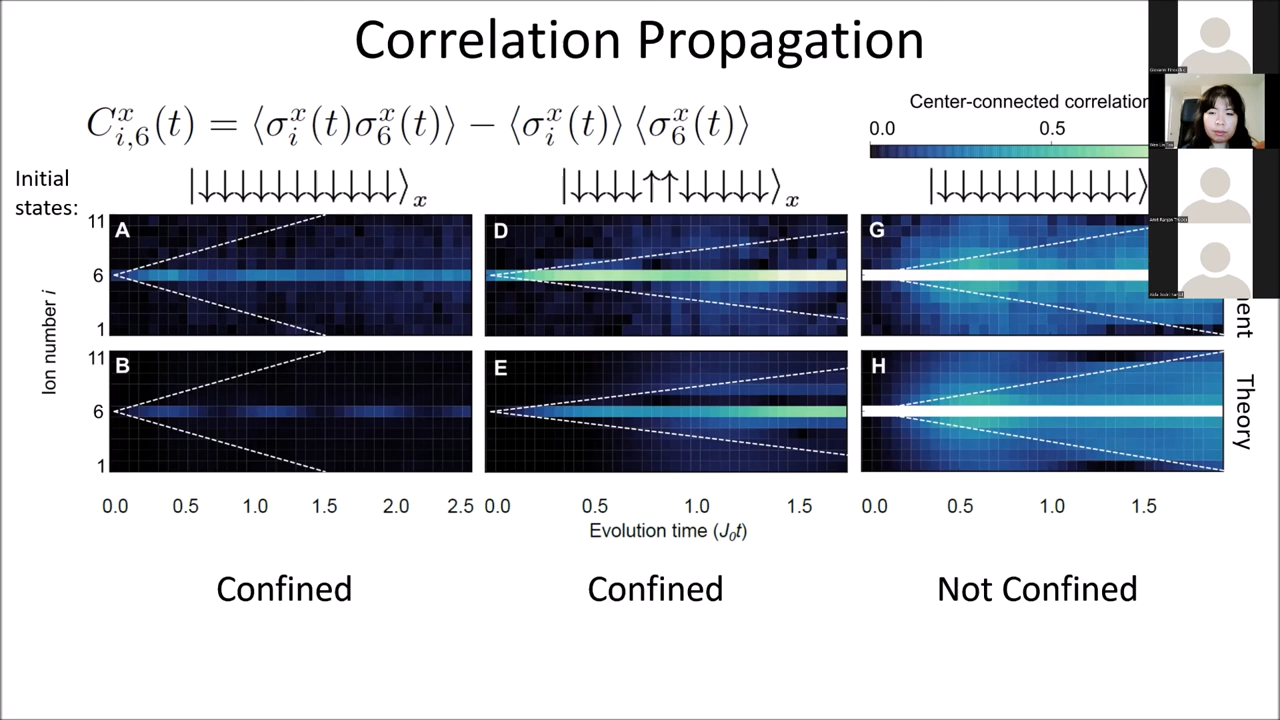 Correlation Propagation
C^x_{i,6}(t) = ⟨σ^x_i(t)σ^x_6(t)⟩ − ⟨σ^x_i(t)⟩ ⟨σ^x_6(t)⟩
Center-connected correlation
0.0 0.5
Initial
states:
|↓↓↓↓↓↓↓↓↓↓↓⟩x |↓↓↓↓↑↑↓↓↓↓↓⟩x |↓↓↓↓↓↓↓↓↓↓↓⟩
11 A D G
6
1
Ion number i
11 B E H
6
1
Theory
0.0 0.5 1.0 1.5 2.0 2.5 0.0 0.5 1.0 1.5 0.0 0.5 1.0 1.5
Evolution time (J₀t)
Confined Confined Not Confined